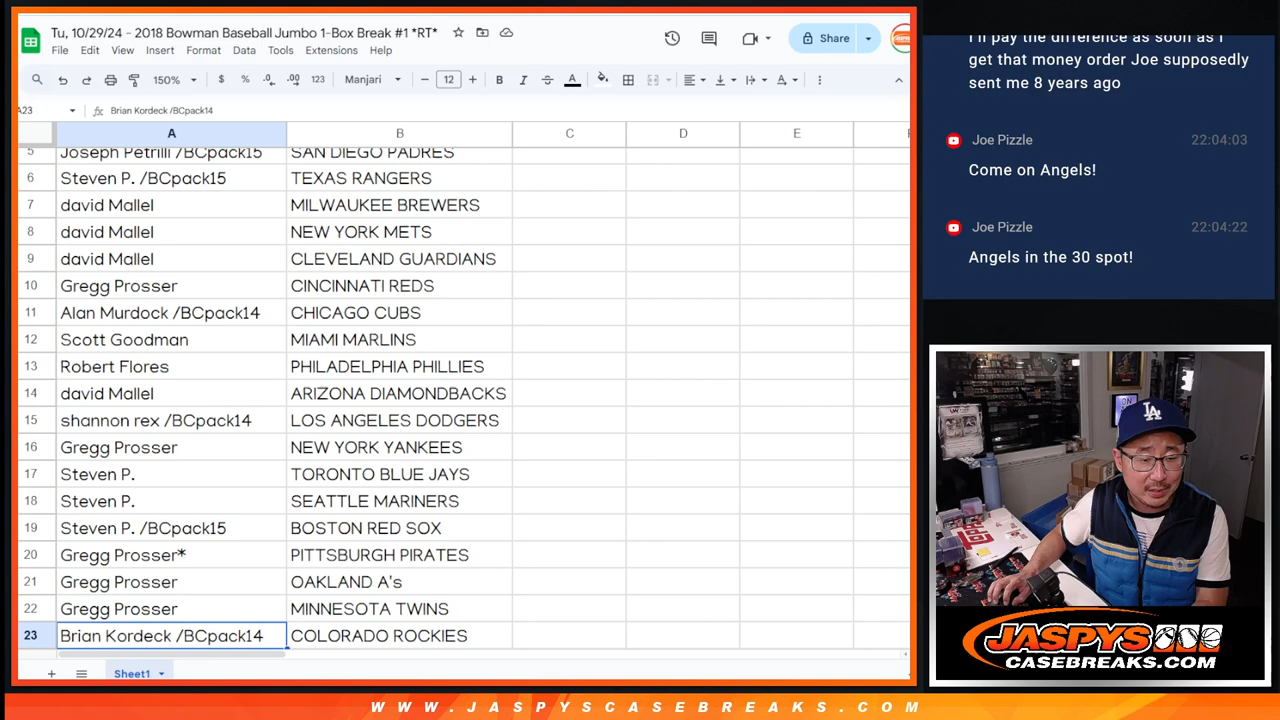 Tu, 10/29/24 - 2018 Bowman Baseball Jumbo 1-Box Break #1 *RT*
Share
File Edit View Insert Format Data Tools Extensions Help
150% $ % .0 .00 123 Manjari 12 B I A
A23 fx Brian Kordeck /BCpack14
A B C D E
5 Joseph Petrilli /BCpack15 SAN DIEGO PADRES
6 Steven P. /BCpack15 TEXAS RANGERS
7 david Mallel MILWAUKEE BREWERS
8 david Mallel NEW YORK METS
9 david Mallel CLEVELAND GUARDIANS
10 Gregg Prosser CINCINNATI REDS
11 Alan Murdock /BCpack14 CHICAGO CUBS
12 Scott Goodman MIAMI MARLINS
13 Robert Flores PHILADELPHIA PHILLIES
14 david Mallel ARIZONA DIAMONDBACKS
15 shannon rex /BCpack14 LOS ANGELES DODGERS
16 Gregg Prosser NEW YORK YANKEES
17 Steven P. TORONTO BLUE JAYS
18 Steven P. SEATTLE MARINERS
19 Steven P. /BCpack15 BOSTON RED SOX
20 Gregg Prosser* PITTSBURGH PIRATES
21 Gregg Prosser OAKLAND A's
22 Gregg Prosser MINNESOTA TWINS
23 Brian Kordeck /BCpack14 COLORADO ROCKIES
Sheet1
I'll pay the difference as soon as I
get that money order Joe supposedly
sent me 8 years ago
Joe Pizzle 22:04:03
Come on Angels!
Joe Pizzle 22:04:22
Angels in the 30 spot!
LA
JASPYS
CASEBREAKS.COM
WWW.JASPYSCASEBREAKS.COM